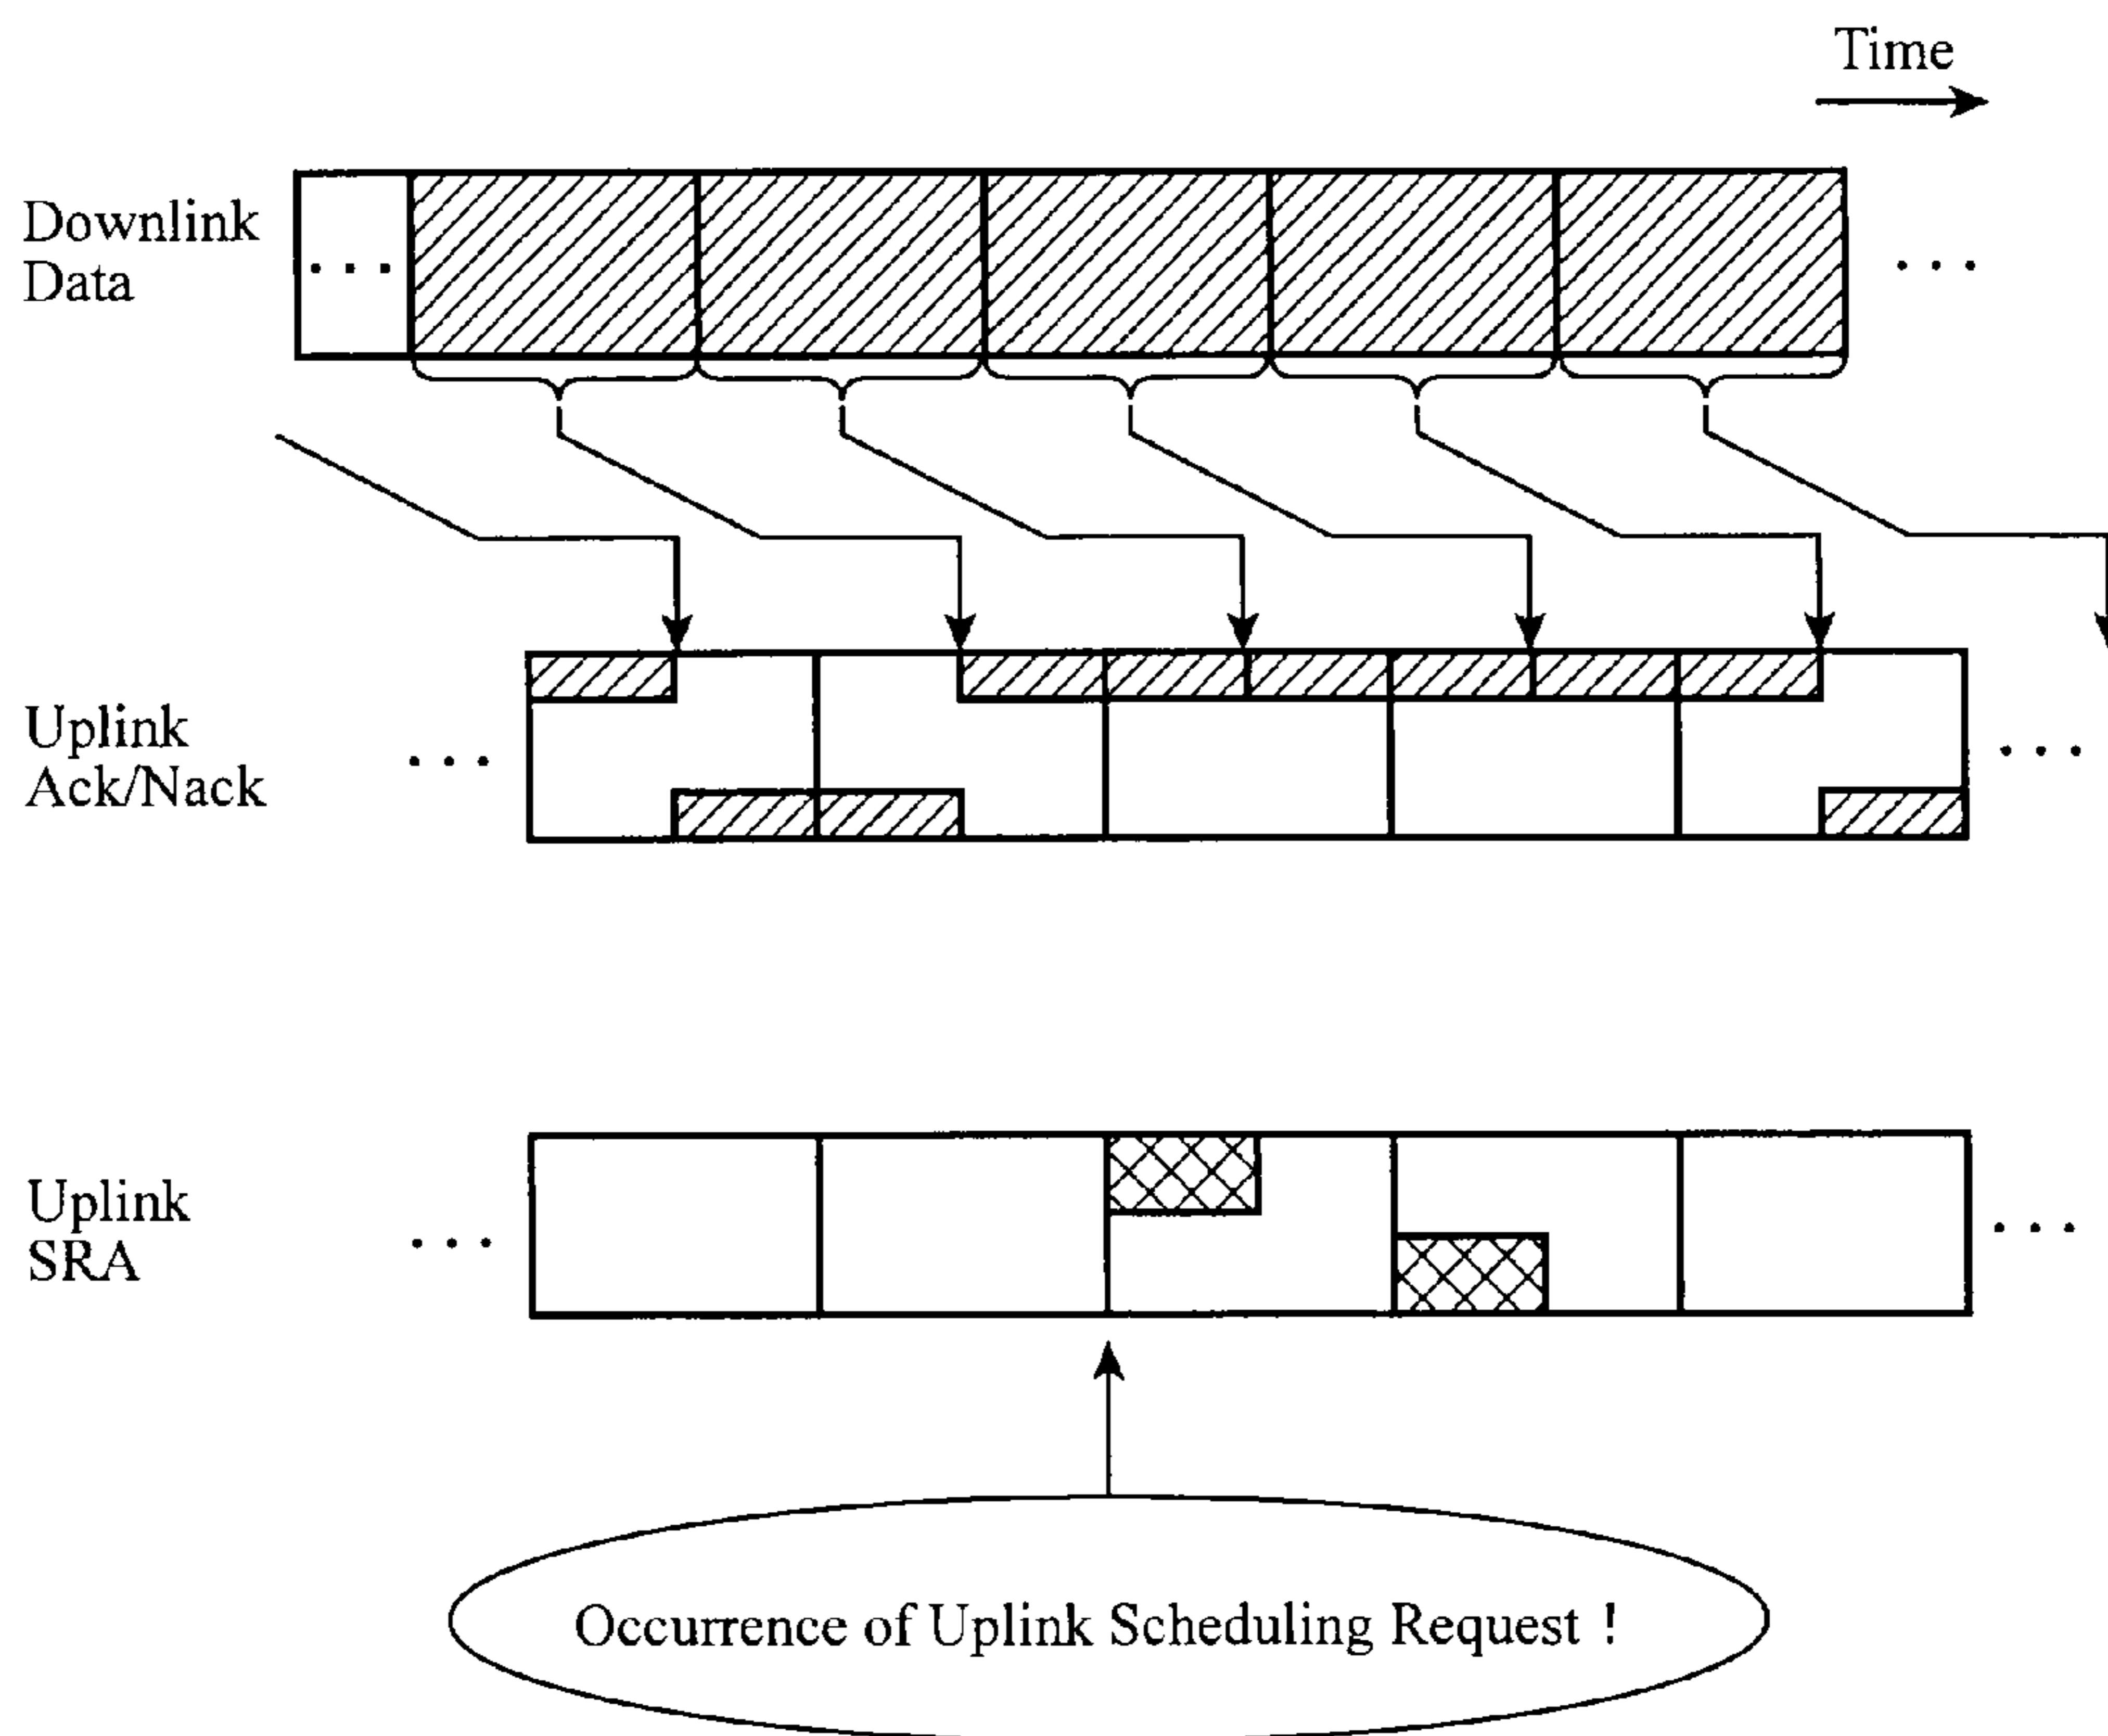 Time
Downlink
Data
. . .
. . .
Uplink
Ack/Nack
. . .
. . .
Uplink
SRA
. . .
. . .
Occurrence of Uplink Scheduling Request !